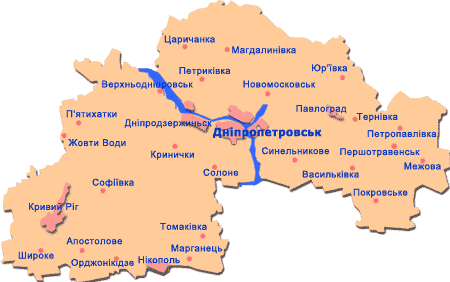 Царичанка
Магдалинівка
Юр'ївка
Петриківка
Верхньодніпровськ
Новомосковськ
Павлоград
П'ятихатки
Дніпродзержинськ
Тернівка
Дніпропетровськ
Петропавлівка
Жовти Води
Кринички
Синельникове
Першотравенськ
Межова
Солоне
Васильківка
Софіївка
Покровське
Кривий Ріг
Томаківка
Апостолове
Марганець
Широке
Орджонікідзе
Нікополь